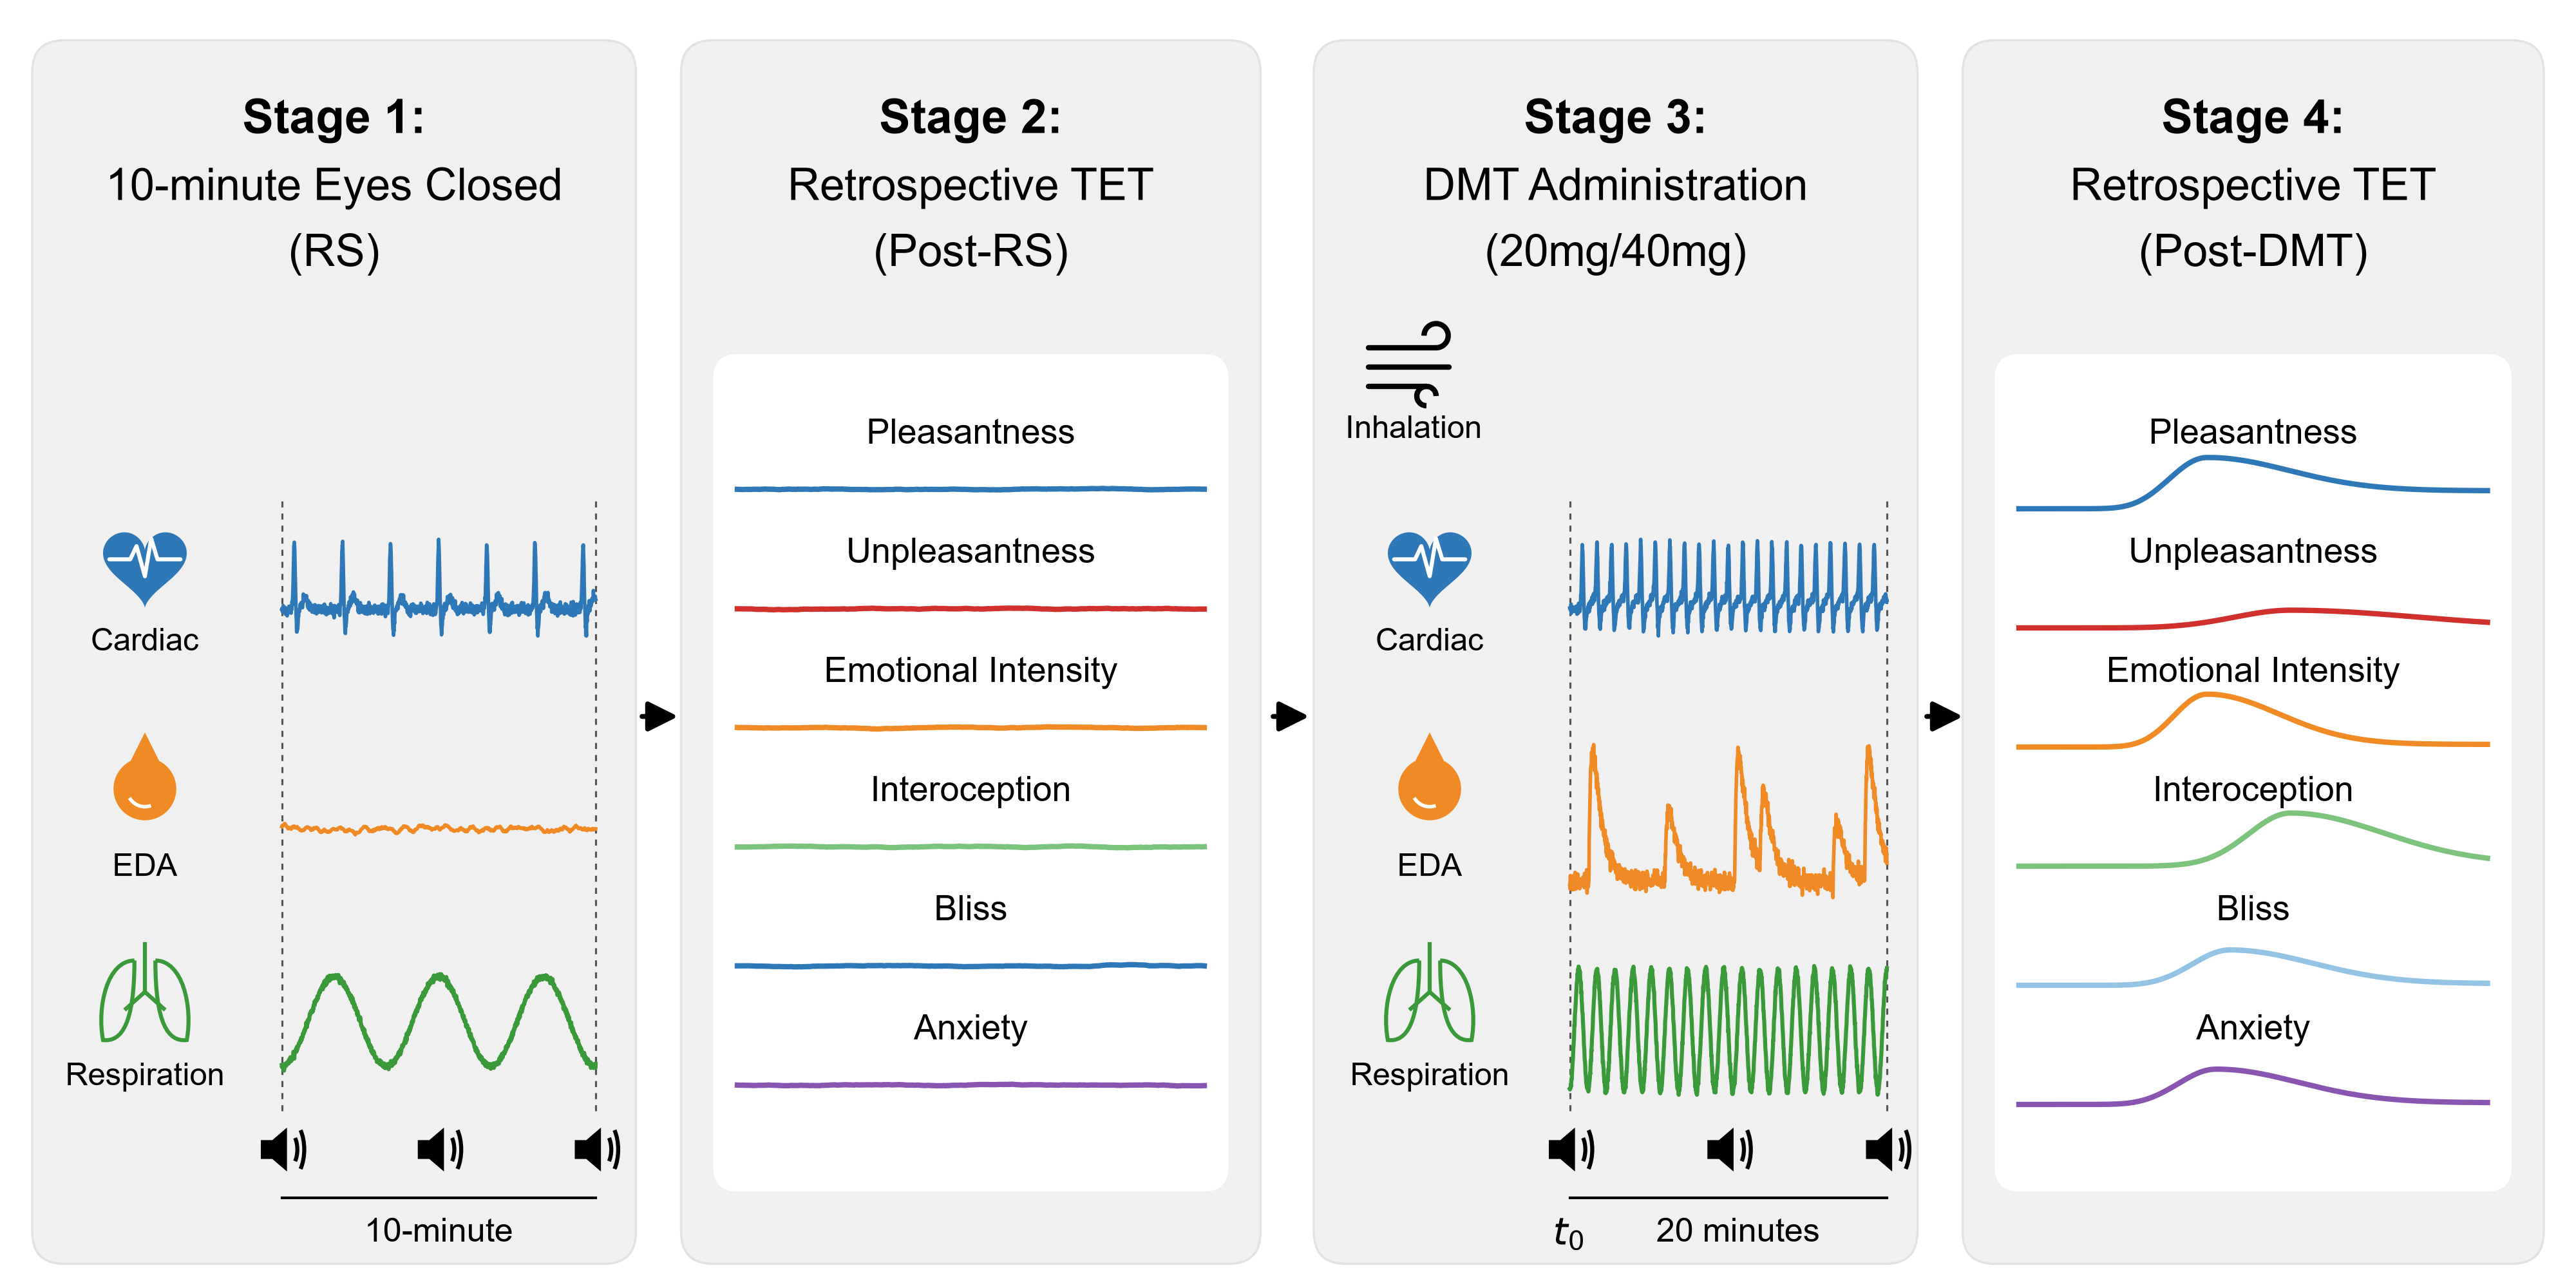 Stage 1:
10-minute Eyes Closed
(RS)
Cardiac
EDA
Respiration
10-minute
Stage 2:
Retrospective TET
(Post-RS)
Pleasantness
Unpleasantness
Emotional Intensity
Interoception
Bliss
Anxiety
Stage 3:
DMT Administration
(20mg/40mg)
Inhalation
Cardiac
EDA
Respiration
t₀ 20 minutes
Stage 4:
Retrospective TET
(Post-DMT)
Pleasantness
Unpleasantness
Emotional Intensity
Interoception
Bliss
Anxiety